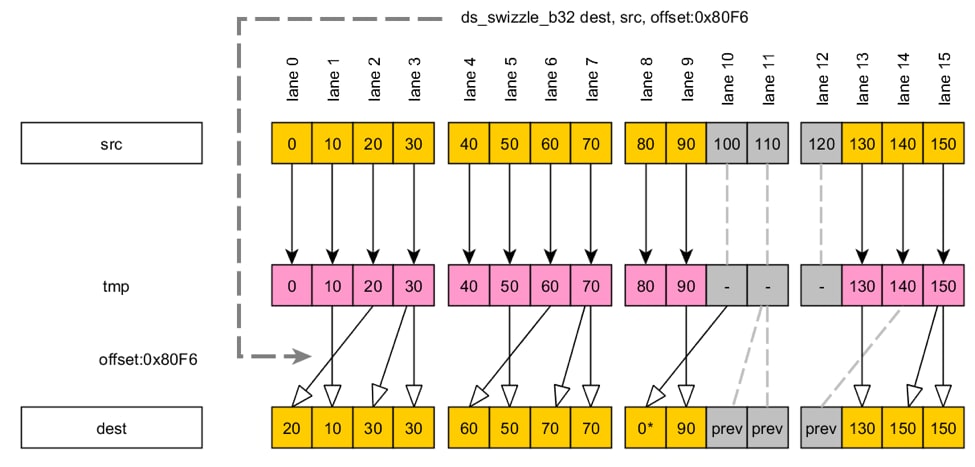 ds_swizzle_b32 dest, src, offset:0x80F6
lane 0 lane 1 lane 2 lane 3 lane 4 lane 5 lane 6 lane 7 lane 8 lane 9 lane 10 lane 11 lane 12 lane 13 lane 14 lane 15
src 0 10 20 30 40 50 60 70 80 90 100 110 120 130 140 150
tmp 0 10 20 30 40 50 60 70 80 90 - - - 130 140 150
offset:0x80F6
dest 20 10 30 30 60 50 70 70 0* 90 prev prev prev 130 150 150